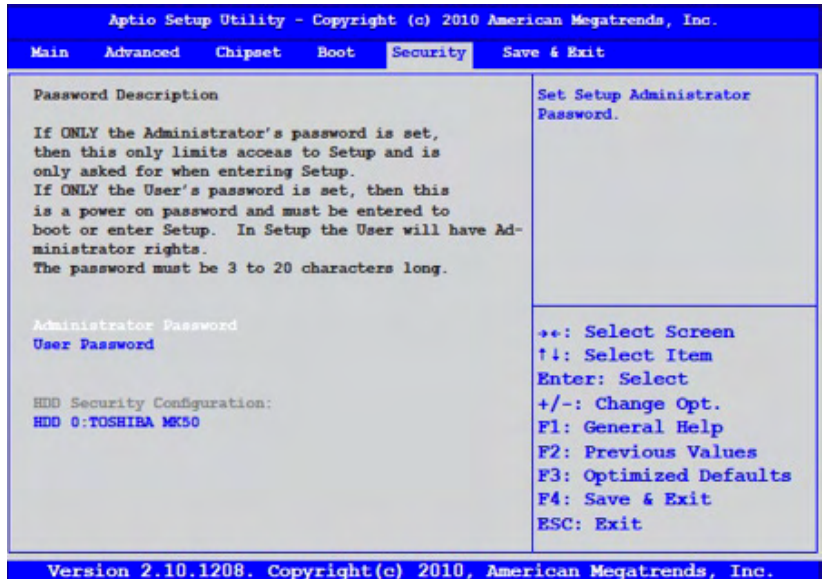 Aptio Setup Utility - Copyright (c) 2010 American Megatrends, Inc.
Main Advanced Chipset Boot Security Save & Exit
Password Description
If ONLY the Administrator's password is set,
then this only limits access to Setup and is
only asked for when entering Setup.
If ONLY the User's password is set, then this
is a power on password and must be entered to
boot or enter Setup. In Setup the User will have Ad-
ministrator rights.
The password must be 3 to 20 characters long.
Administrator Password
User Password
HDD Security Configuration:
HDD 0:TOSHIBA MK50
Set Setup Administrator
Password.
→←: Select Screen
↑↓: Select Item
Enter: Select
+/-: Change Opt.
F1: General Help
F2: Previous Values
F3: Optimized Defaults
F4: Save & Exit
ESC: Exit
Version 2.10.1208. Copyright(c) 2010, American Megatrends, Inc.